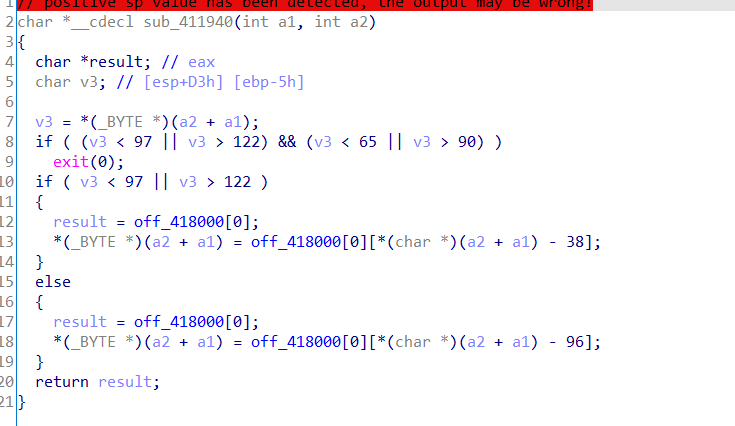 1 // positive sp value has been detected, the output may be wrong!
2 char *__cdecl sub_411940(int a1, int a2)
3 {
4   char *result; // eax
5   char v3; // [esp+D3h] [ebp-5h]
6
7   v3 = *(_BYTE *)(a2 + a1);
8   if ( (v3 < 97 || v3 > 122) && (v3 < 65 || v3 > 90) )
9     exit(0);
10   if ( v3 < 97 || v3 > 122 )
11   {
12     result = off_418000[0];
13     *(_BYTE *)(a2 + a1) = off_418000[0][*(char *)(a2 + a1) - 38];
14   }
15   else
16   {
17     result = off_418000[0];
18     *(_BYTE *)(a2 + a1) = off_418000[0][*(char *)(a2 + a1) - 96];
19   }
20   return result;
21 }